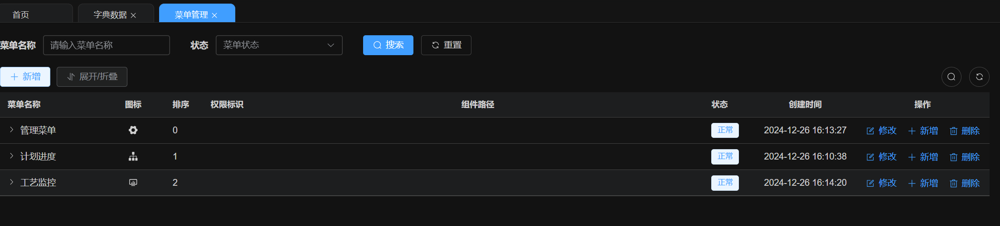 首页 字典数据 菜单管理
菜单名称 请输入菜单名称 状态 菜单状态 搜索 重置
新增 展开/折叠
菜单名称 图标 排序 权限标识 组件路径 状态 创建时间 操作
管理菜单 0 正常 2024-12-26 16:13:27 修改 新增 删除
计划进度 1 正常 2024-12-26 16:10:38 修改 新增 删除
工艺监控 2 正常 2024-12-26 16:14:20 修改 新增 删除